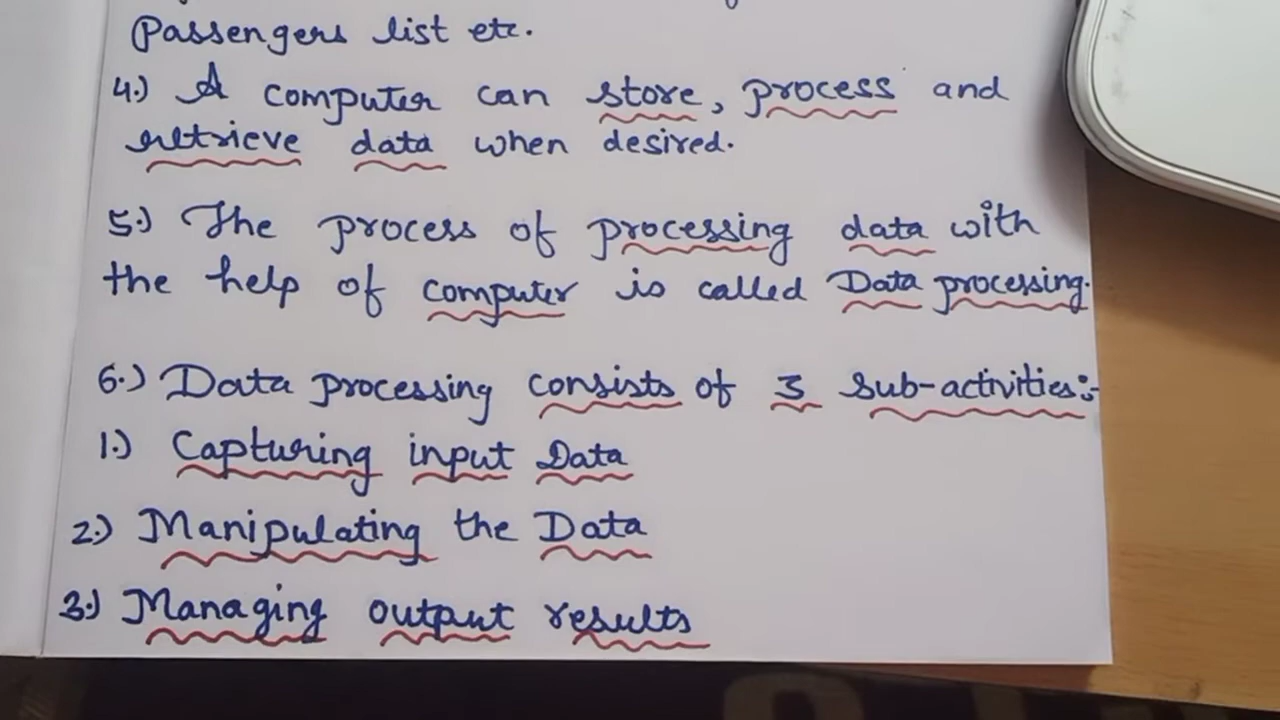 Passengers list etc.
4.) A computer can store, process and
retrieve data when desired.
5.) The process of processing data with
the help of computer is called Data processing.
6.) Data processing consists of 3 sub-activities:-
1.) Capturing input Data
2.) Manipulating the Data
3.) Managing output results